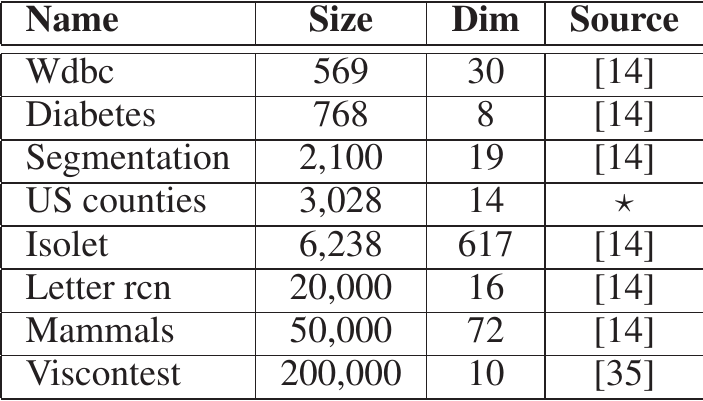 Name Size Dim Source
Wdbc 569 30 [14]
Diabetes 768 8 [14]
Segmentation 2,100 19 [14]
US counties 3,028 14 ⋆
Isolet 6,238 617 [14]
Letter rcn 20,000 16 [14]
Mammals 50,000 72 [14]
Viscontest 200,000 10 [35]